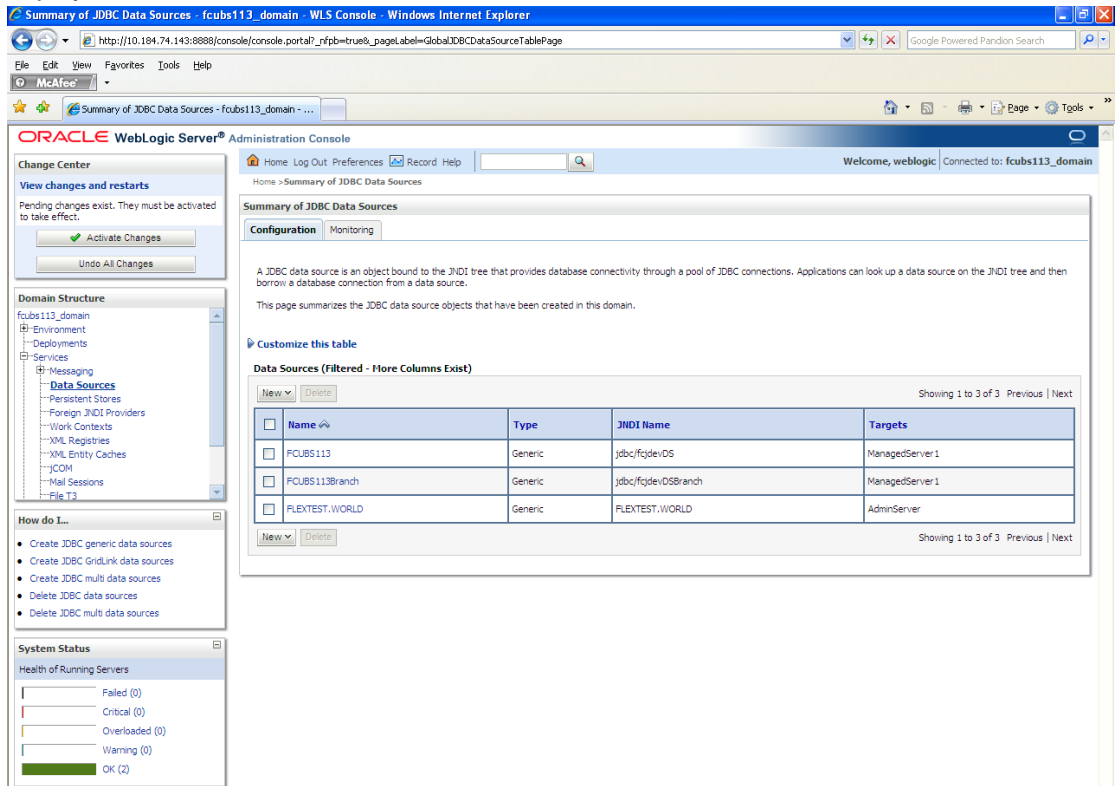 Summary of JDBC Data Sources - fcubs113_domain - WLS Console - Windows Internet Explorer
http://10.184.74.143:8888/console/console.portal?_nfpb=true&_pageLabel=GlobalJDBCDataSourceTablePage
Google Powered Pandion Search
File Edit View Favorites Tools Help
McAfee
Summary of JDBC Data Sources - fcubs113_domain - ...
Page Tools
ORACLE WebLogic Server® Administration Console
Change Center
View changes and restarts
Pending changes exist. They must be activated
to take effect.
Activate Changes
Undo All Changes
Domain Structure
fcubs113_domain
Environment
Deployments
Services
Messaging
Data Sources
Persistent Stores
Foreign JNDI Providers
Work Contexts
XML Registries
XML Entity Caches
jCOM
Mail Sessions
File T3
How do I...
Create JDBC generic data sources
Create JDBC GridLink data sources
Create JDBC multi data sources
Delete JDBC data sources
Delete JDBC multi data sources
System Status
Health of Running Servers
Failed (0)
Critical (0)
Overloaded (0)
Warning (0)
OK (2)
Home Log Out Preferences Record Help
Welcome, weblogic Connected to: fcubs113_domain
Home >Summary of JDBC Data Sources
Summary of JDBC Data Sources
Configuration Monitoring
A JDBC data source is an object bound to the JNDI tree that provides database connectivity through a pool of JDBC connections. Applications can look up a data source on the JNDI tree and then
borrow a database connection from a data source.
This page summarizes the JDBC data source objects that have been created in this domain.
Customize this table
Data Sources (Filtered - More Columns Exist)
New Delete Showing 1 to 3 of 3 Previous | Next
Name Type JNDI Name Targets
FCUBS113 Generic jdbc/fcjdevDS ManagedServer1
FCUBS113Branch Generic jdbc/fcjdevDSBranch ManagedServer1
FLEXTEST.WORLD Generic FLEXTEST.WORLD AdminServer
New Delete Showing 1 to 3 of 3 Previous | Next